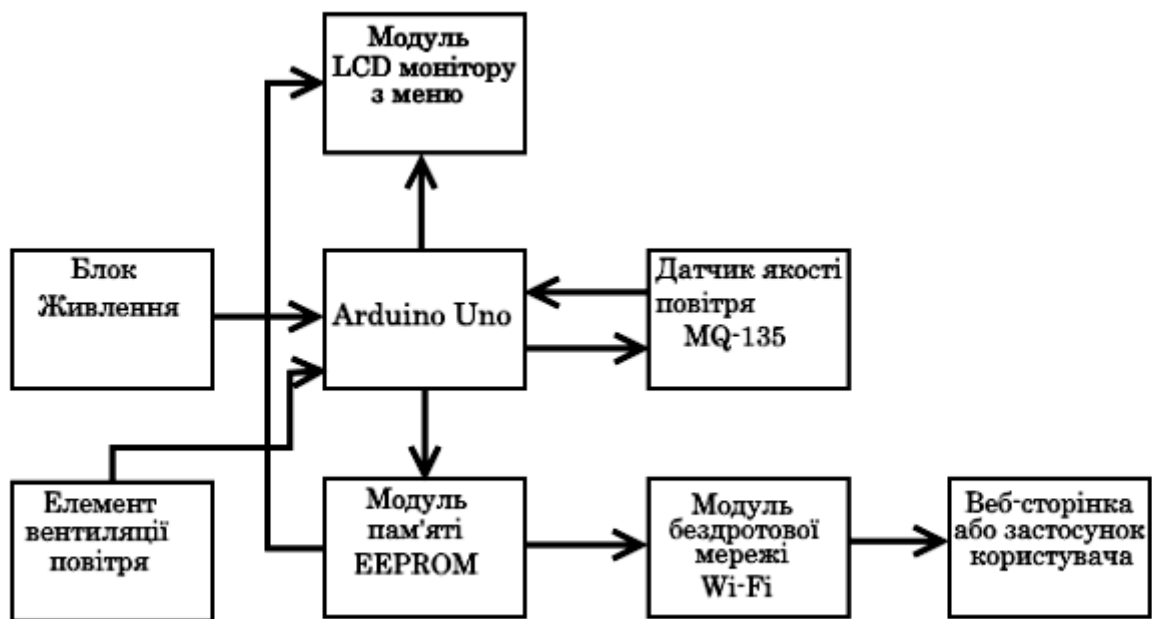 Модуль
LCD монітору
з меню
Блок
Живлення
Arduino Uno
Датчик якості
повітря
MQ-135
Елемент
вентиляції
повітря
Модуль
пам'яті
EEPROM
Модуль
бездротової
мережі
Wi-Fi
Веб-сторінка
або застосунок
користувача